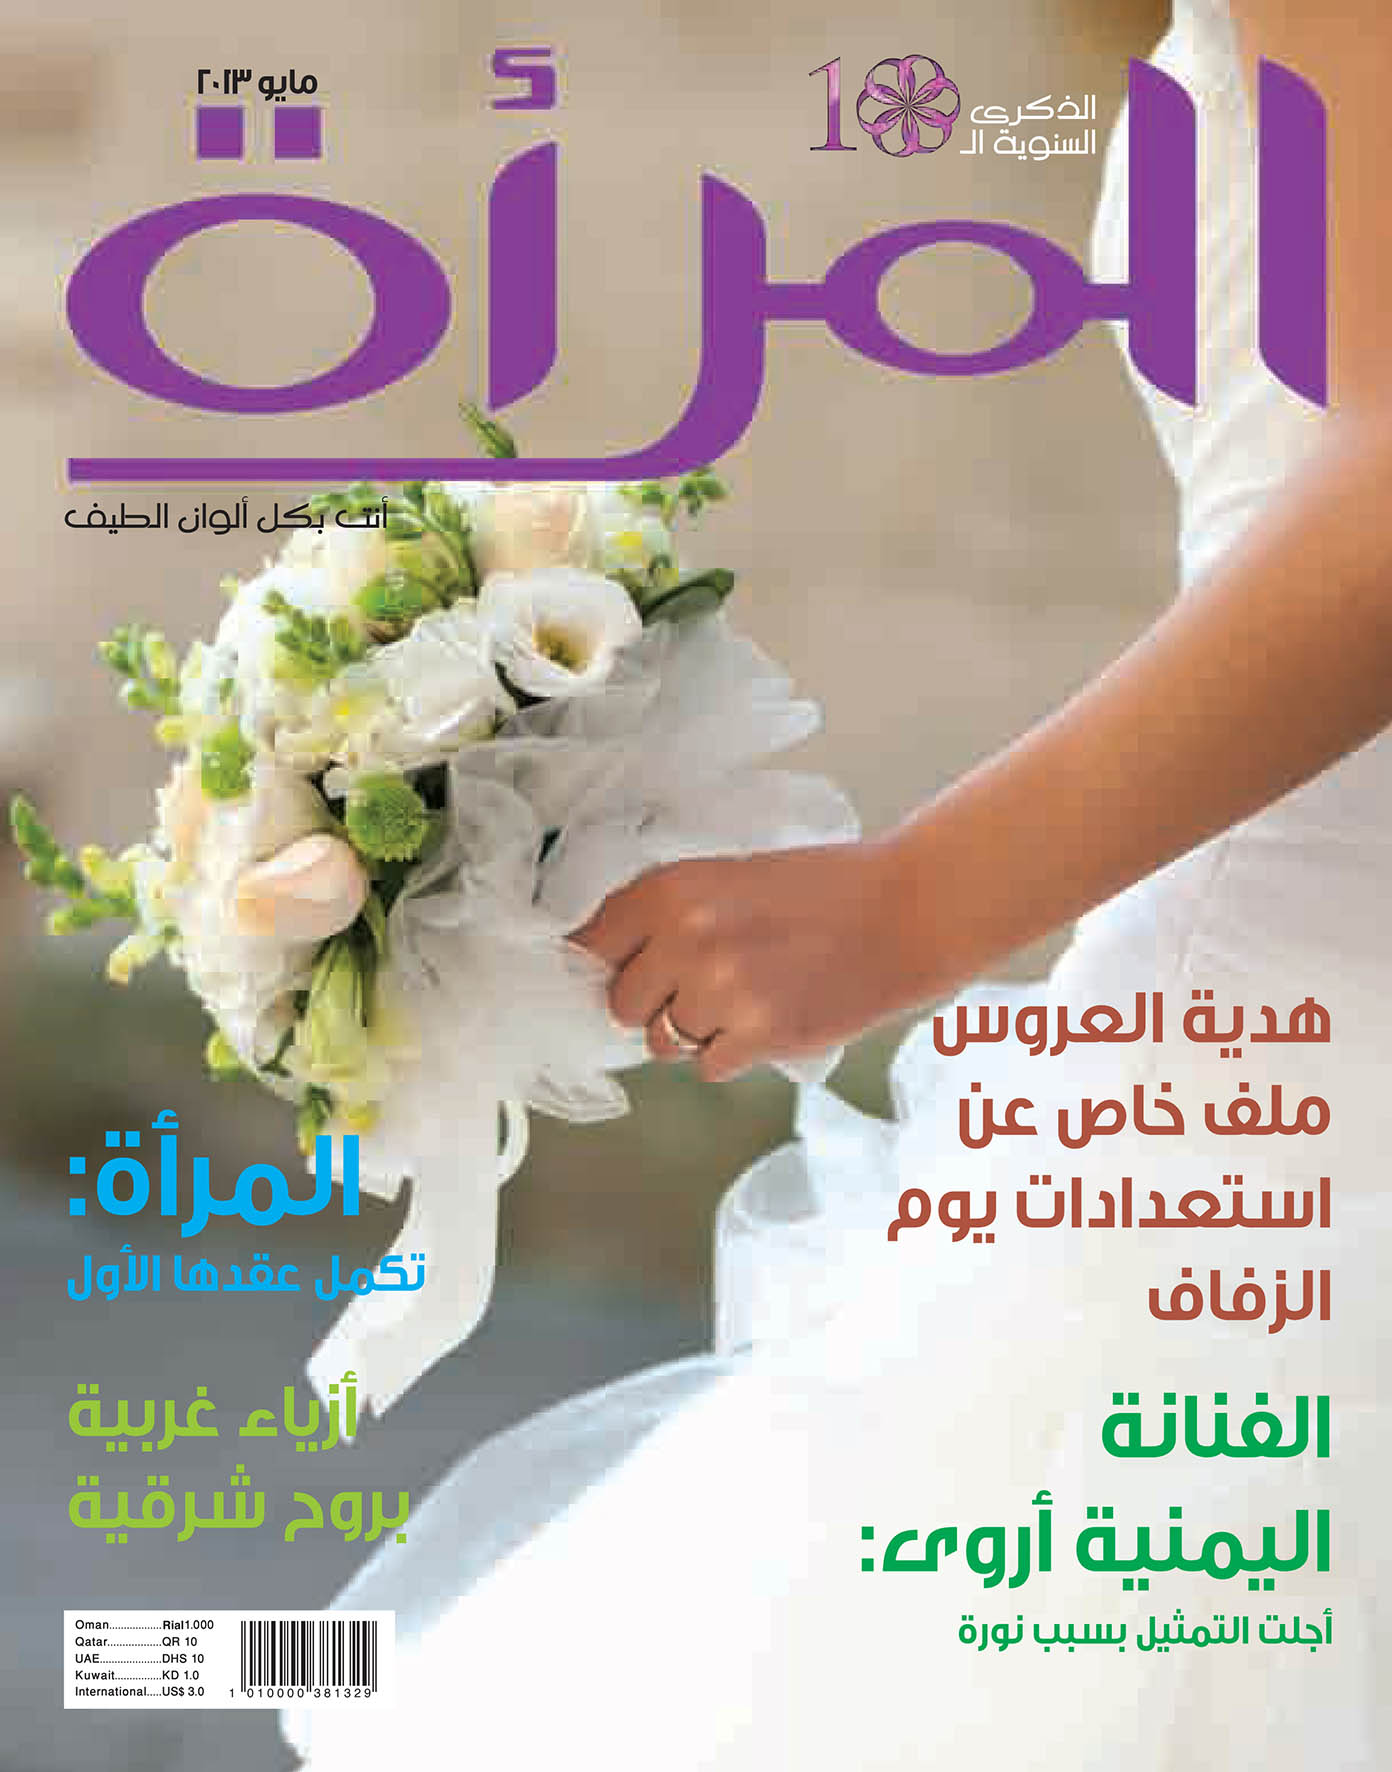 مايو ٢٠١٣
الذكرى
السنوية الـ 10
المرأة
أنت بكل ألوان الطيف
هدية العروس
ملف خاص عن
استعدادات يوم
الزفاف
المرأة:
تكمل عقدها الأول
أزياء غربية
بروح شرقية
الفنانة
اليمنية أروى:
أجلت التمثيل بسبب نورة
Oman.................Rial1.000
Qatar..................QR 10
UAE....................DHS 10
Kuwait...............KD 1.0
International.....US$ 3.0
1 010000 381329